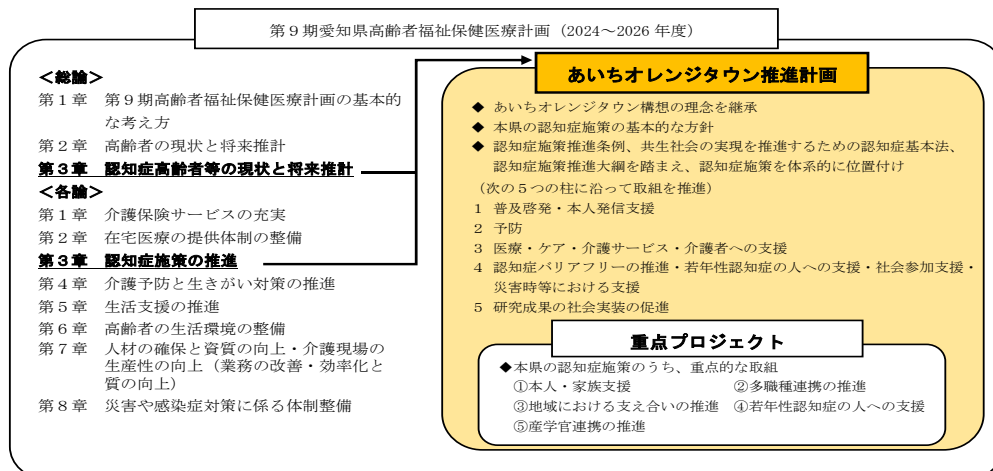 第９期愛知県高齢者福祉保健医療計画（2024～2026 年度）
＜総論＞
第１章　第９期高齢者福祉保健医療計画の基本的
な考え方
第２章　高齢者の現状と将来推計
第３章　認知症高齢者等の現状と将来推計
＜各論＞
第１章　介護保険サービスの充実
第２章　在宅医療の提供体制の整備
第３章　認知症施策の推進
第４章　介護予防と生きがい対策の推進
第５章　生活支援の推進
第６章　高齢者の生活環境の整備
第７章　人材の確保と資質の向上・介護現場の
生産性の向上（業務の改善・効率化と
質の向上）
第８章　災害や感染症対策に係る体制整備
あいちオレンジタウン推進計画
◆ あいちオレンジタウン構想の理念を継承
◆ 本県の認知症施策の基本的な方針
◆ 認知症施策推進条例、共生社会の実現を推進するための認知症基本法、
認知症施策推進大綱を踏まえ、認知症施策を体系的に位置付け
（次の５つの柱に沿って取組を推進）
１ 普及啓発・本人発信支援
２ 予防
３ 医療・ケア・介護サービス・介護者への支援
４ 認知症バリアフリーの推進・若年性認知症の人への支援・社会参加支援・
災害時等における支援
５ 研究成果の社会実装の促進
重点プロジェクト
◆本県の認知症施策のうち、重点的な取組
①本人・家族支援　②多職種連携の推進
③地域における支え合いの推進　④若年性認知症の人への支援
⑤産学官連携の推進